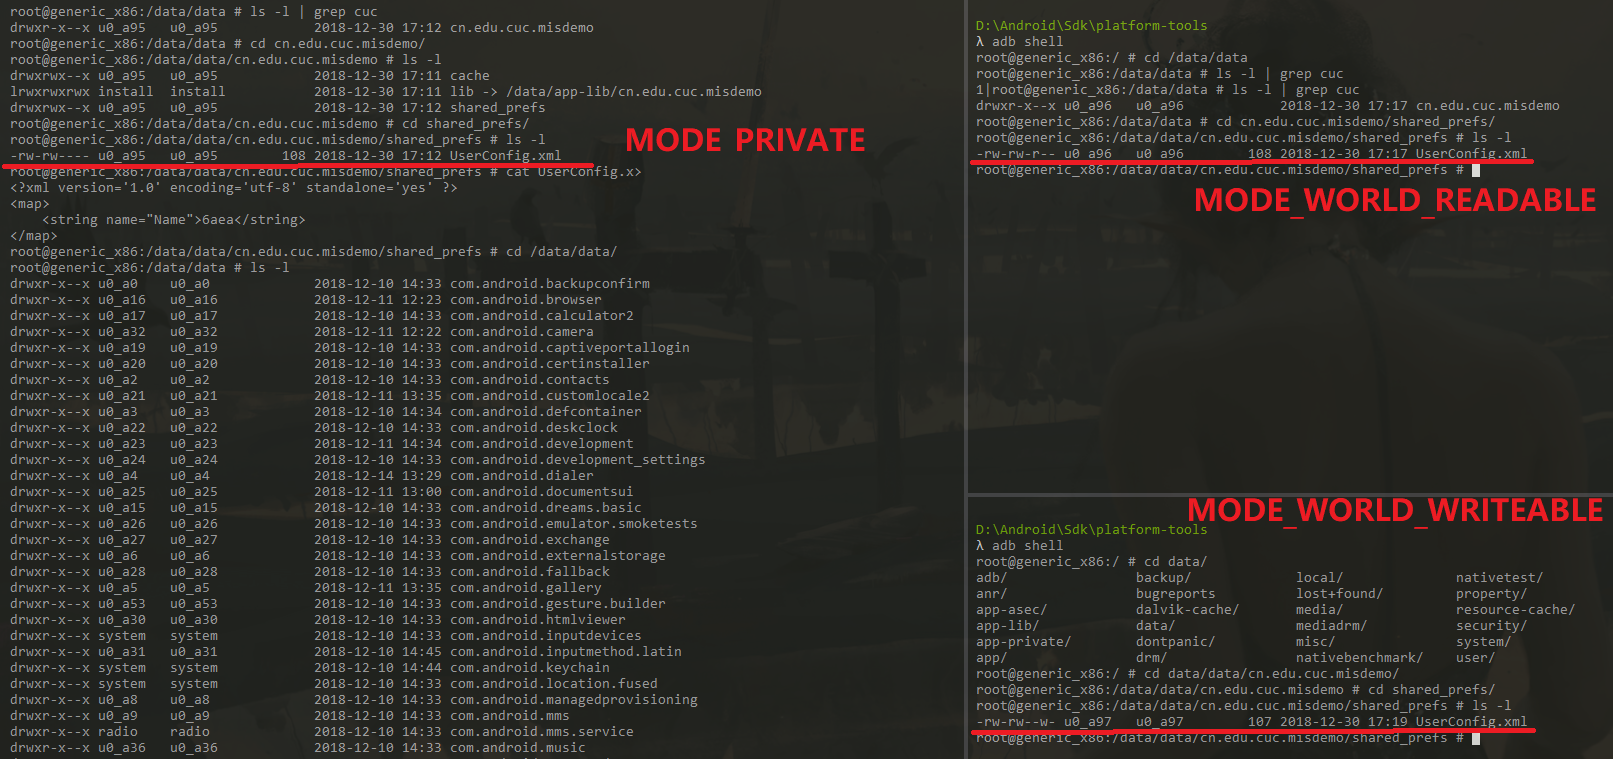 root@generic_x86:/data/data # ls -l | grep cuc
drwxr-x--x u0_a95   u0_a95            2018-12-30 17:12 cn.edu.cuc.misdemo
root@generic_x86:/data/data # cd cn.edu.cuc.misdemo/
root@generic_x86:/data/data/cn.edu.cuc.misdemo # ls -l
drwxrwx--x u0_a95   u0_a95            2018-12-30 17:11 cache
lrwxrwxrwx install  install           2018-12-30 17:11 lib -> /data/app-lib/cn.edu.cuc.misdemo
drwxrwx--x u0_a95   u0_a95            2018-12-30 17:12 shared_prefs
root@generic_x86:/data/data/cn.edu.cuc.misdemo # cd shared_prefs/
root@generic_x86:/data/data/cn.edu.cuc.misdemo/shared_prefs # ls -l
-rw-rw---- u0_a95   u0_a95        108 2018-12-30 17:12 UserConfig.xml
root@generic_x86:/data/data/cn.edu.cuc.misdemo/shared_prefs # cat UserConfig.x>
<?xml version='1.0' encoding='utf-8' standalone='yes' ?>
<map>
    <string name="Name">6aea</string>
</map>
root@generic_x86:/data/data/cn.edu.cuc.misdemo/shared_prefs # cd /data/data/
root@generic_x86:/data/data # ls -l
drwxr-x--x u0_a0    u0_a0             2018-12-10 14:33 com.android.backupconfirm
drwxr-x--x u0_a16   u0_a16            2018-12-11 12:23 com.android.browser
drwxr-x--x u0_a17   u0_a17            2018-12-10 14:33 com.android.calculator2
drwxr-x--x u0_a32   u0_a32            2018-12-11 12:22 com.android.camera
drwxr-x--x u0_a19   u0_a19            2018-12-10 14:33 com.android.captiveportallogin
drwxr-x--x u0_a20   u0_a20            2018-12-10 14:33 com.android.certinstaller
drwxr-x--x u0_a2    u0_a2             2018-12-10 14:33 com.android.contacts
drwxr-x--x u0_a21   u0_a21            2018-12-11 13:35 com.android.customlocale2
drwxr-x--x u0_a3    u0_a3             2018-12-10 14:34 com.android.defcontainer
drwxr-x--x u0_a22   u0_a22            2018-12-10 14:33 com.android.deskclock
drwxr-x--x u0_a23   u0_a23            2018-12-11 14:34 com.android.development
drwxr-x--x u0_a24   u0_a24            2018-12-10 14:33 com.android.development_settings
drwxr-x--x u0_a4    u0_a4             2018-12-14 13:29 com.android.dialer
drwxr-x--x u0_a25   u0_a25            2018-12-11 13:00 com.android.documentsui
drwxr-x--x u0_a15   u0_a15            2018-12-10 14:33 com.android.dreams.basic
drwxr-x--x u0_a26   u0_a26            2018-12-10 14:33 com.android.emulator.smoketests
drwxr-x--x u0_a27   u0_a27            2018-12-10 14:33 com.android.exchange
drwxr-x--x u0_a6    u0_a6             2018-12-10 14:33 com.android.externalstorage
drwxr-x--x u0_a28   u0_a28            2018-12-10 14:33 com.android.fallback
drwxr-x--x u0_a5    u0_a5             2018-12-11 13:35 com.android.gallery
drwxr-x--x u0_a53   u0_a53            2018-12-10 14:33 com.android.gesture.builder
drwxr-x--x u0_a30   u0_a30            2018-12-10 14:33 com.android.htmlviewer
drwxr-x--x system   system            2018-12-10 14:33 com.android.inputdevices
drwxr-x--x u0_a31   u0_a31            2018-12-10 14:45 com.android.inputmethod.latin
drwxr-x--x system   system            2018-12-10 14:44 com.android.keychain
drwxr-x--x system   system            2018-12-10 14:33 com.android.location.fused
drwxr-x--x u0_a8    u0_a8             2018-12-10 14:33 com.android.managedprovisioning
drwxr-x--x u0_a9    u0_a9             2018-12-10 14:33 com.android.mms
drwxr-x--x radio    radio             2018-12-10 14:33 com.android.mms.service
drwxr-x--x u0_a36   u0_a36            2018-12-10 14:33 com.android.music
MODE PRIVATE
D:\Android\Sdk\platform-tools
λ adb shell
root@generic_x86:/ # cd /data/data
root@generic_x86:/data/data # ls -l | grep cuc
1|root@generic_x86:/data/data # ls -l | grep cuc
drwxr-x--x u0_a96   u0_a96            2018-12-30 17:17 cn.edu.cuc.misdemo
root@generic_x86:/data/data # cd cn.edu.cuc.misdemo/shared_prefs/
root@generic_x86:/data/data/cn.edu.cuc.misdemo/shared_prefs # ls -l
-rw-rw-r-- u0_a96   u0_a96        108 2018-12-30 17:17 UserConfig.xml
root@generic_x86:/data/data/cn.edu.cuc.misdemo/shared_prefs #
MODE_WORLD_READABLE
MODE_WORLD_WRITEABLE
D:\Android\Sdk\platform-tools
λ adb shell
root@generic_x86:/ # cd data/
adb/                backup/             local/              nativetest/
anr/                bugreports          lost+found/         property/
app-asec/           dalvik-cache/       media/              resource-cache/
app-lib/            data/               mediadrm/           security/
app-private/        dontpanic/          misc/               system/
app/                drm/                nativebenchmark/    user/
root@generic_x86:/ # cd data/data/cn.edu.cuc.misdemo/
root@generic_x86:/data/data/cn.edu.cuc.misdemo # cd shared_prefs/
root@generic_x86:/data/data/cn.edu.cuc.misdemo/shared_prefs # ls -l
-rw-rw--w- u0_a97   u0_a97        107 2018-12-30 17:19 UserConfig.xml
root@generic_x86:/data/data/cn.edu.cuc.misdemo/shared_prefs #